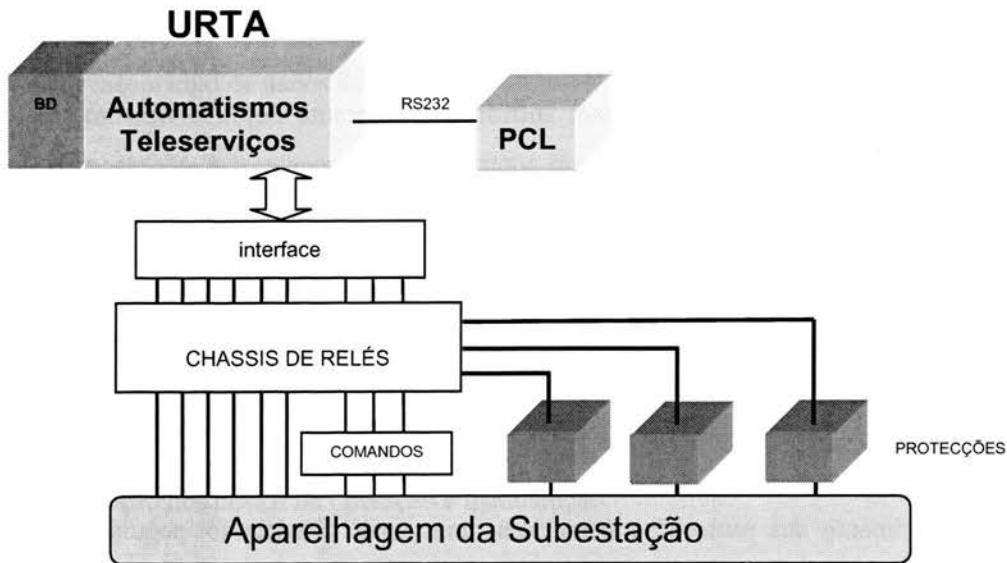 URTA
BD
Automatismos
Teleserviços
RS232
PCL
interface
CHASSIS DE RELÉS
COMANDOS
PROTECÇÕES
Aparelhagem da Subestação